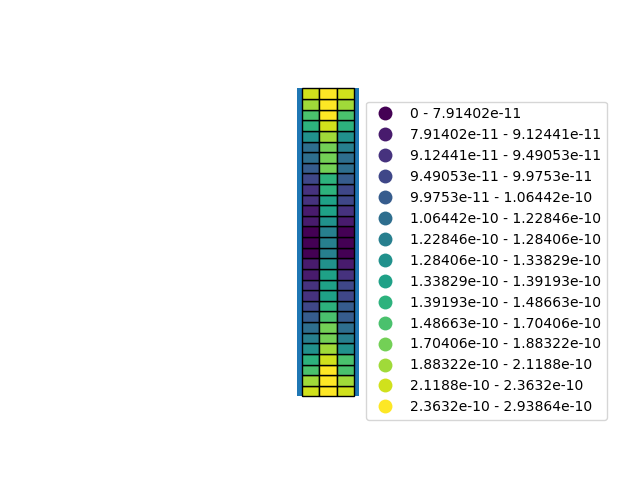 0 - 7.91402e-11
7.91402e-11 - 9.12441e-11
9.12441e-11 - 9.49053e-11
9.49053e-11 - 9.9753e-11
9.9753e-11 - 1.06442e-10
1.06442e-10 - 1.22846e-10
1.22846e-10 - 1.28406e-10
1.28406e-10 - 1.33829e-10
1.33829e-10 - 1.39193e-10
1.39193e-10 - 1.48663e-10
1.48663e-10 - 1.70406e-10
1.70406e-10 - 1.88322e-10
1.88322e-10 - 2.1188e-10
2.1188e-10 - 2.3632e-10
2.3632e-10 - 2.93864e-10